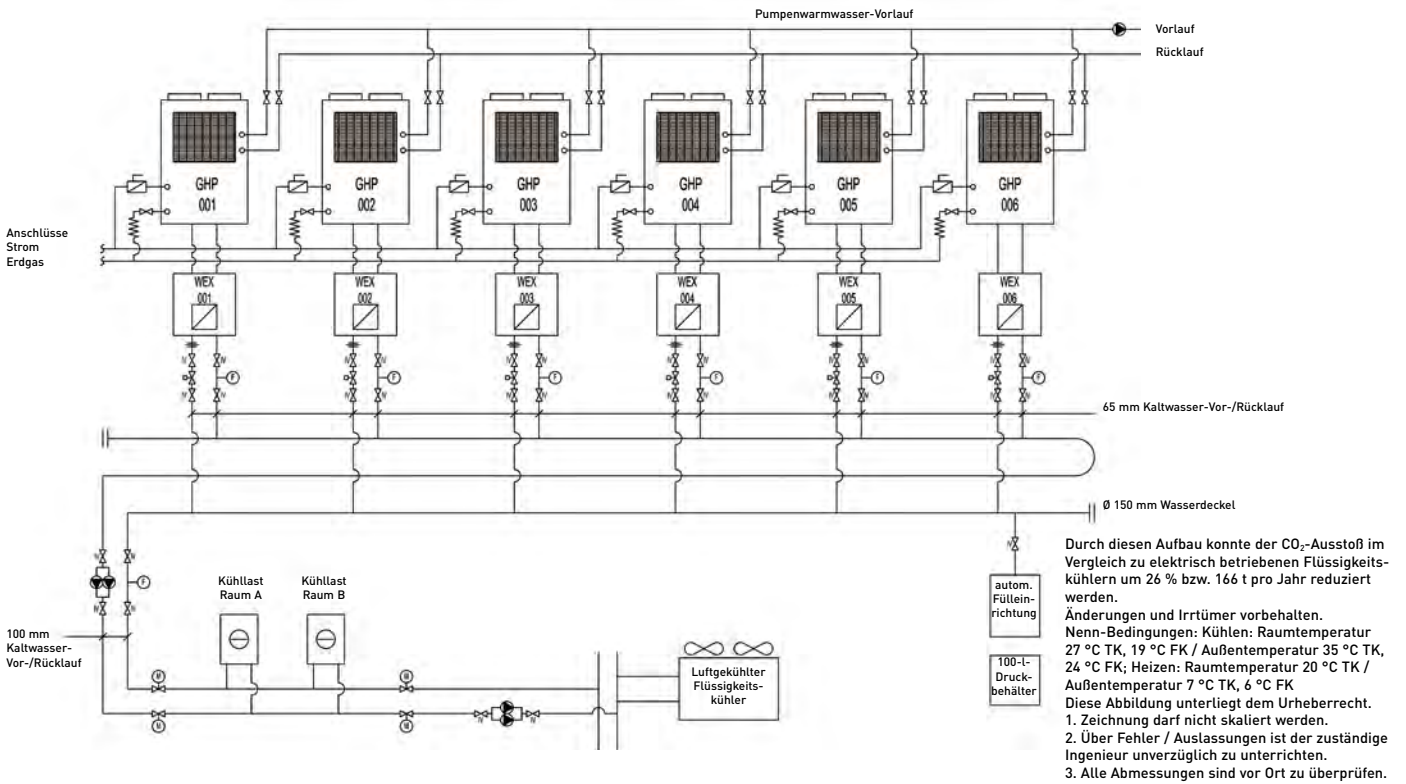 Pumpenwarmwasser-Vorlauf
Vorlauf
Rücklauf
GHP
001
GHP
002
GHP
003
GHP
004
GHP
005
GHP
006
Anschlüsse
Strom
Erdgas
WEX
001
WEX
002
WEX
003
WEX
004
WEX
005
WEX
006
F
F
F
F
F
F
65 mm Kaltwasser-Vor-/Rücklauf
Ø 150 mm Wasserdeckel
F
Kühllast
Raum A
Kühllast
Raum B
100 mm
Kaltwasser-
Vor-/Rücklauf
M
M
M
M
Luftgekühlter
Flüssigkeits-
kühler
autom.
Füllein-
richtung
100-l-
Druck-
behälter
Durch diesen Aufbau konnte der CO₂-Ausstoß im
Vergleich zu elektrisch betriebenen Flüssigkeits-
kühlern um 26 % bzw. 166 t pro Jahr reduziert
werden.
Änderungen und Irrtümer vorbehalten.
Nenn-Bedingungen: Kühlen: Raumtemperatur
27 °C TK, 19 °C FK / Außentemperatur 35 °C TK,
24 °C FK; Heizen: Raumtemperatur 20 °C TK /
Außentemperatur 7 °C TK, 6 °C FK
Diese Abbildung unterliegt dem Urheberrecht.
1. Zeichnung darf nicht skaliert werden.
2. Über Fehler / Auslassungen ist der zuständige
Ingenieur unverzüglich zu unterrichten.
3. Alle Abmessungen sind vor Ort zu überprüfen.